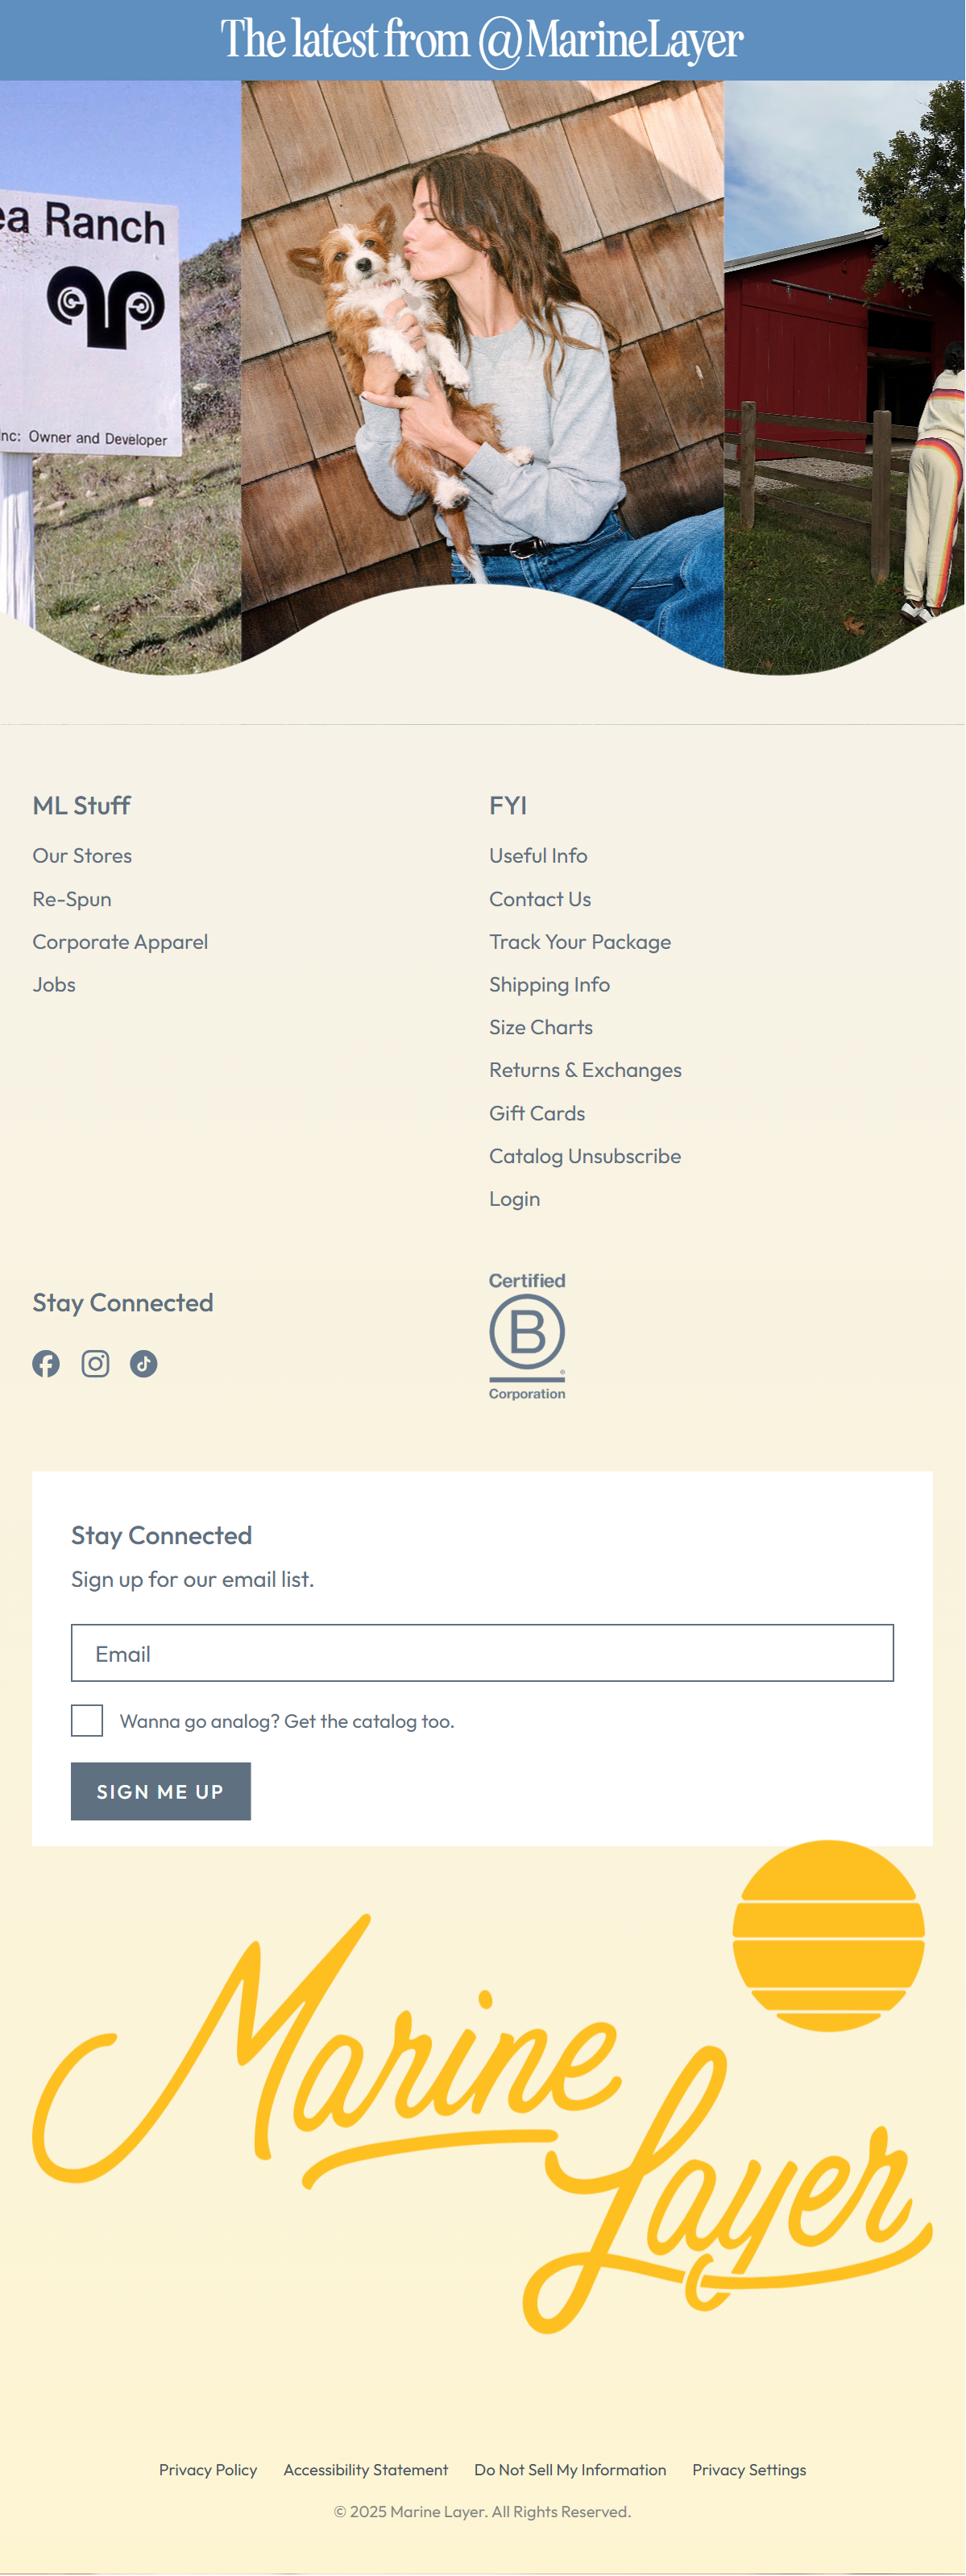 The latest from @MarineLayer
ea Ranch
Inc: Owner and Developer
ML Stuff
Our Stores
Re-Spun
Corporate Apparel
Jobs
FYI
Useful Info
Contact Us
Track Your Package
Shipping Info
Size Charts
Returns & Exchanges
Gift Cards
Catalog Unsubscribe
Login
Stay Connected
Certified
B
®
Corporation
Stay Connected
Sign up for our email list.
Email
Wanna go analog? Get the catalog too.
SIGN ME UP
Marine
Layer
Privacy Policy Accessibility Statement Do Not Sell My Information Privacy Settings
© 2025 Marine Layer. All Rights Reserved.